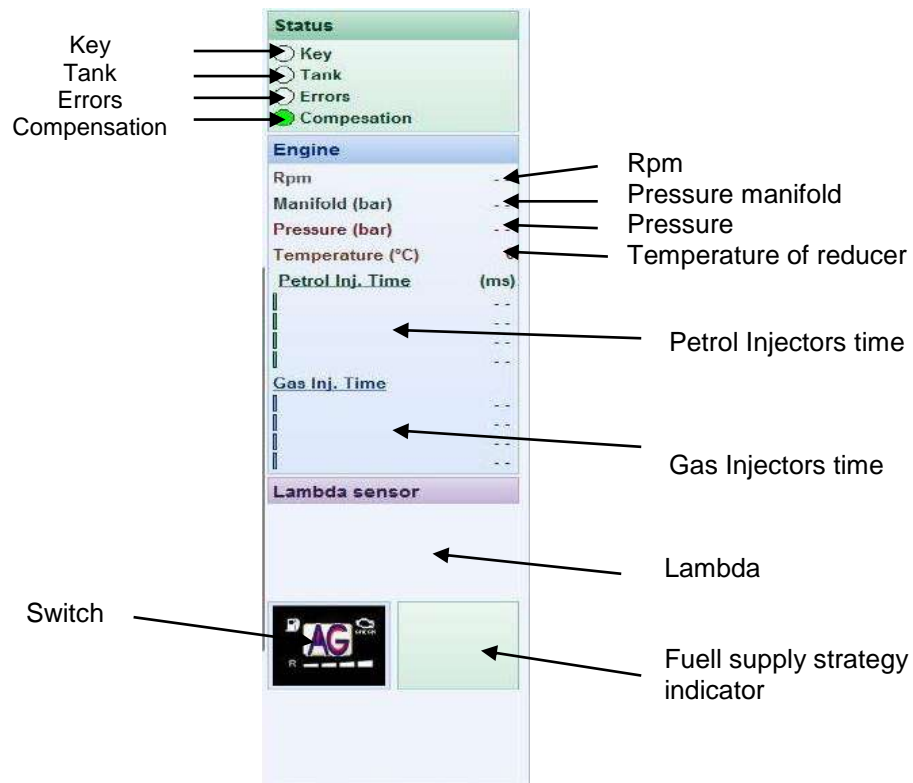 Key
Tank
Errors
Compensation
Switch
Status
Key
Tank
Errors
Compesation
Engine
Rpm -
Manifold (bar) - -
Pressure (bar) - -
Temperature (°C)
Petrol Inj. Time (ms)
- -
- -
- -
- -
Gas Inj. Time
- -
- -
- -
- -
Lambda sensor
AG
CHECK
R
Rpm
Pressure manifold
Pressure
Temperature of reducer
Petrol Injectors time
Gas Injectors time
Lambda
Fuell supply strategy
indicator